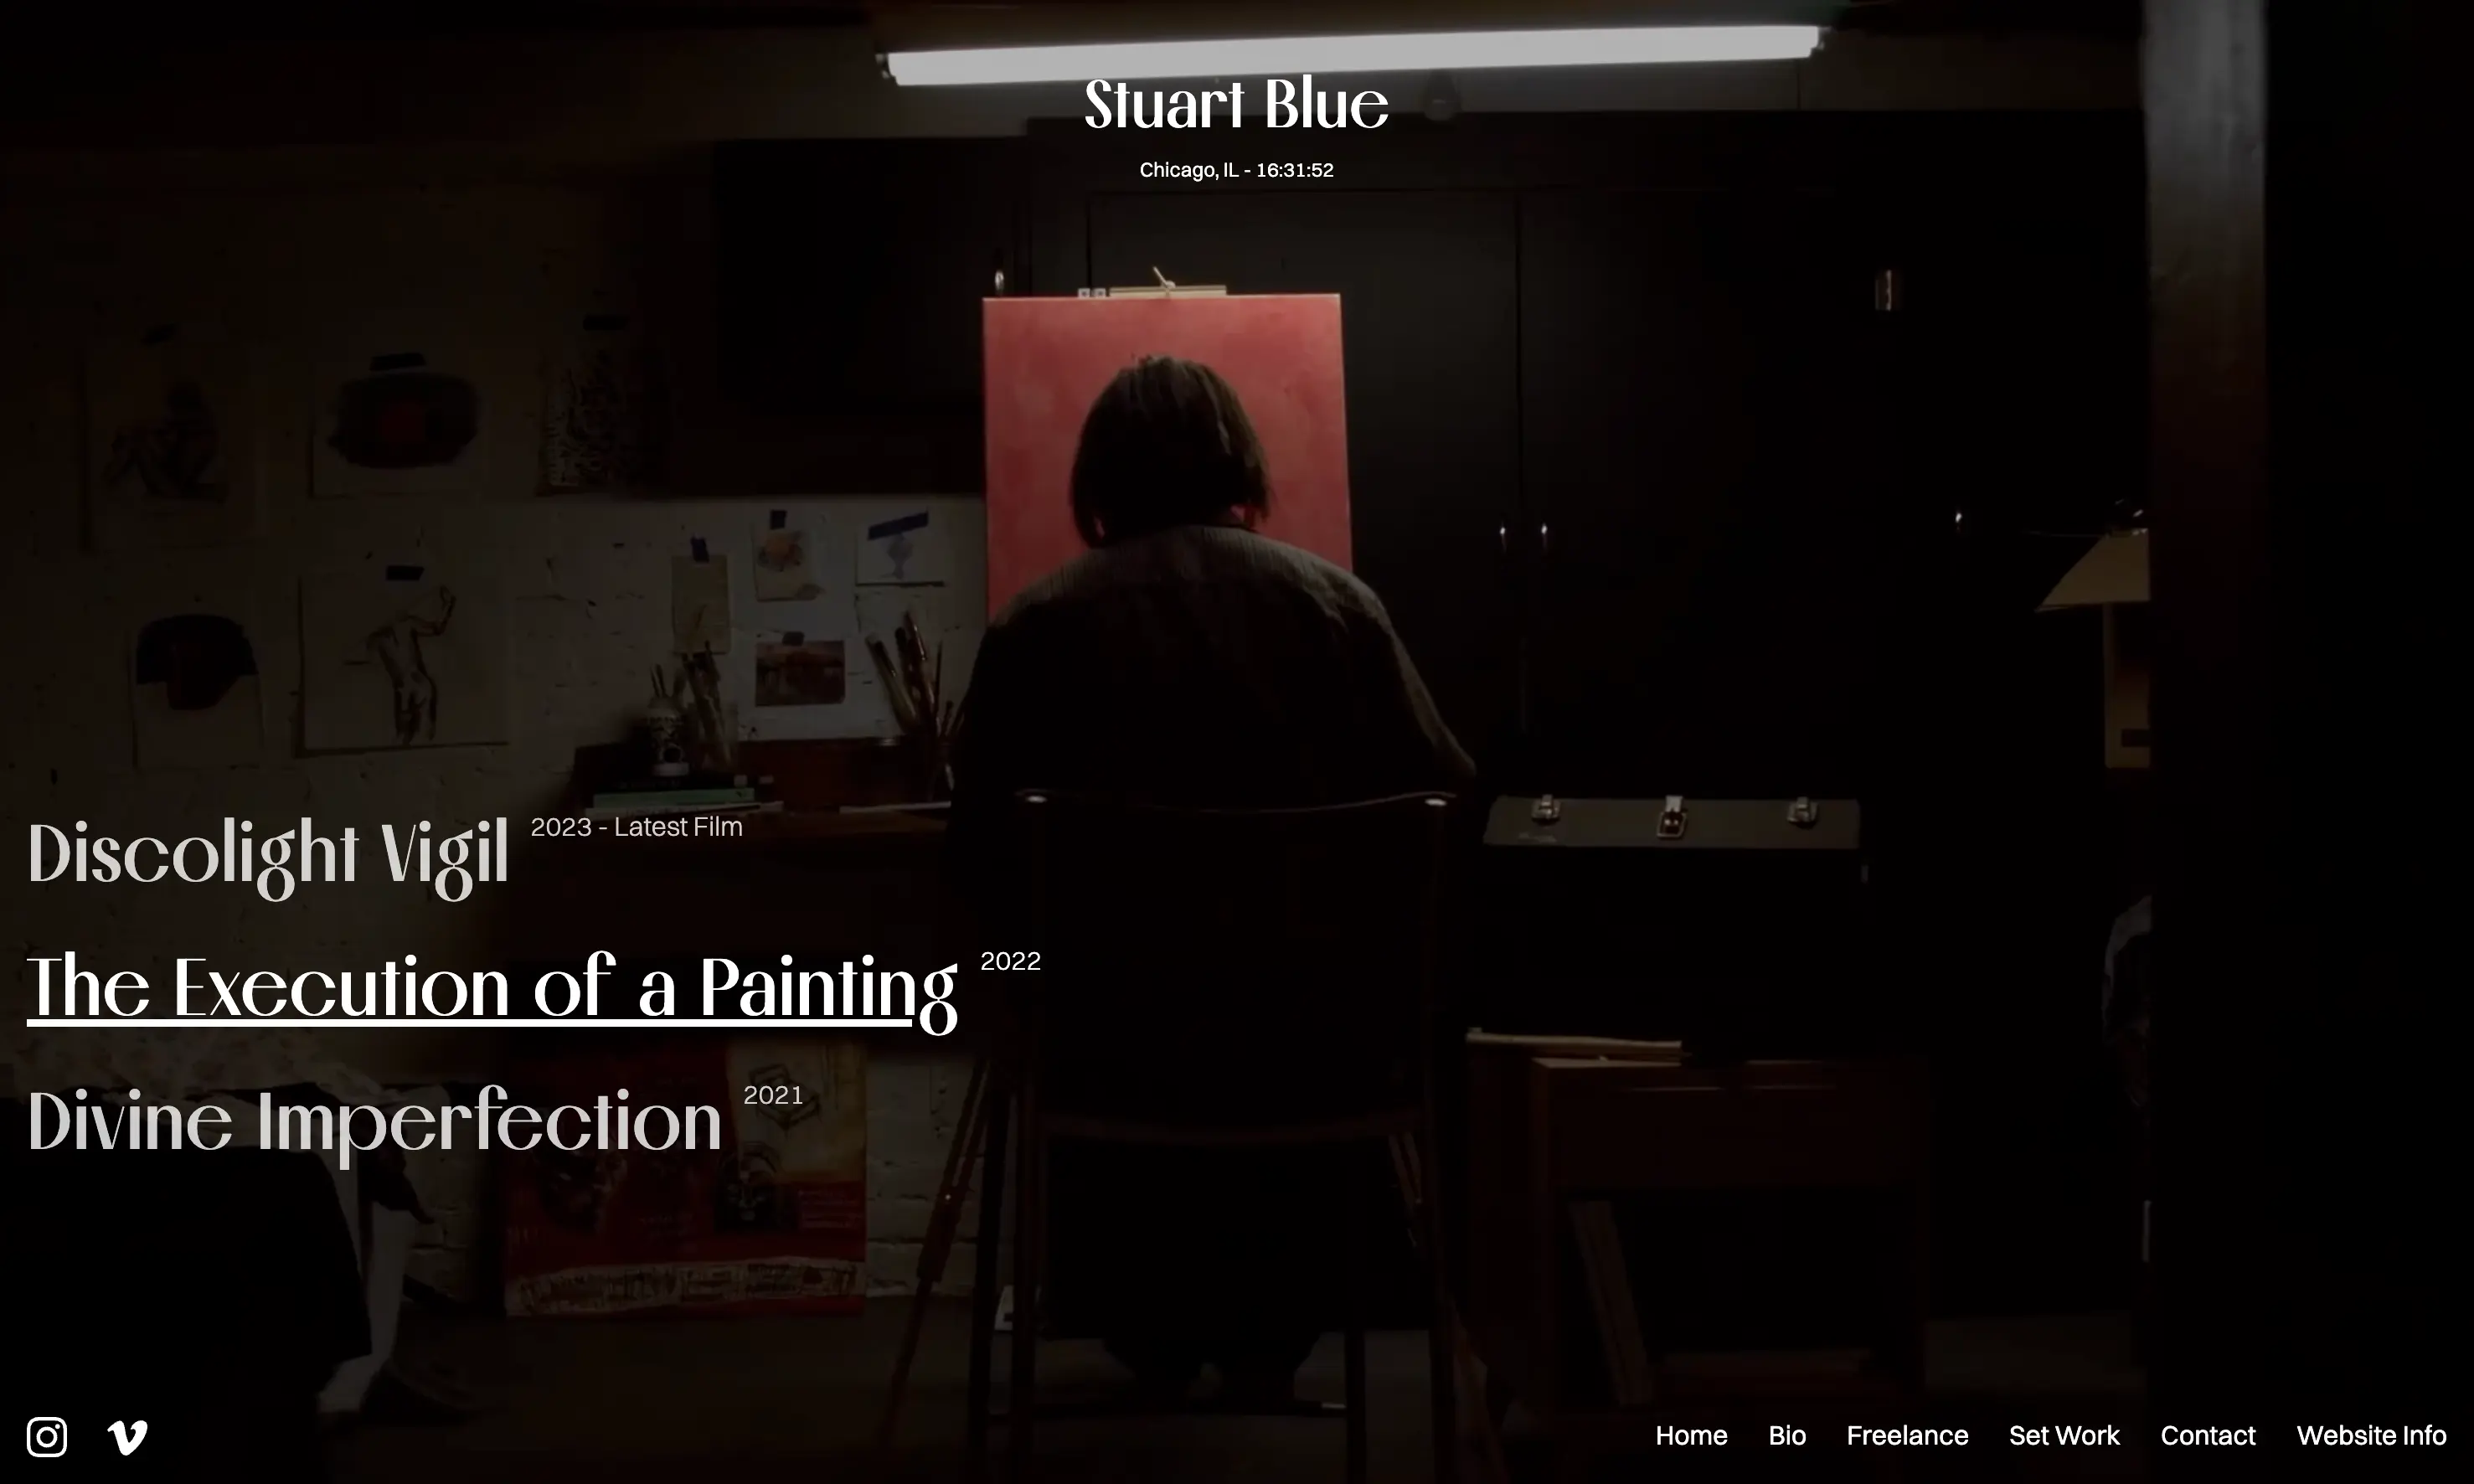 Stuart Blue
Chicago, IL - 16:31:52
Discolight Vigil 2023 - Latest Film
The Execution of a Painting 2022
Divine Imperfection 2021
Home Bio Freelance Set Work Contact Website Info